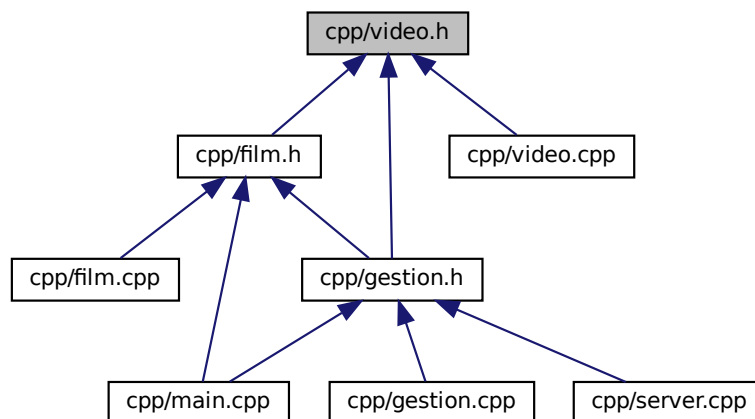 cpp/video.h
cpp/film.h
cpp/video.cpp
cpp/film.cpp
cpp/gestion.h
cpp/main.cpp
cpp/gestion.cpp
cpp/server.cpp